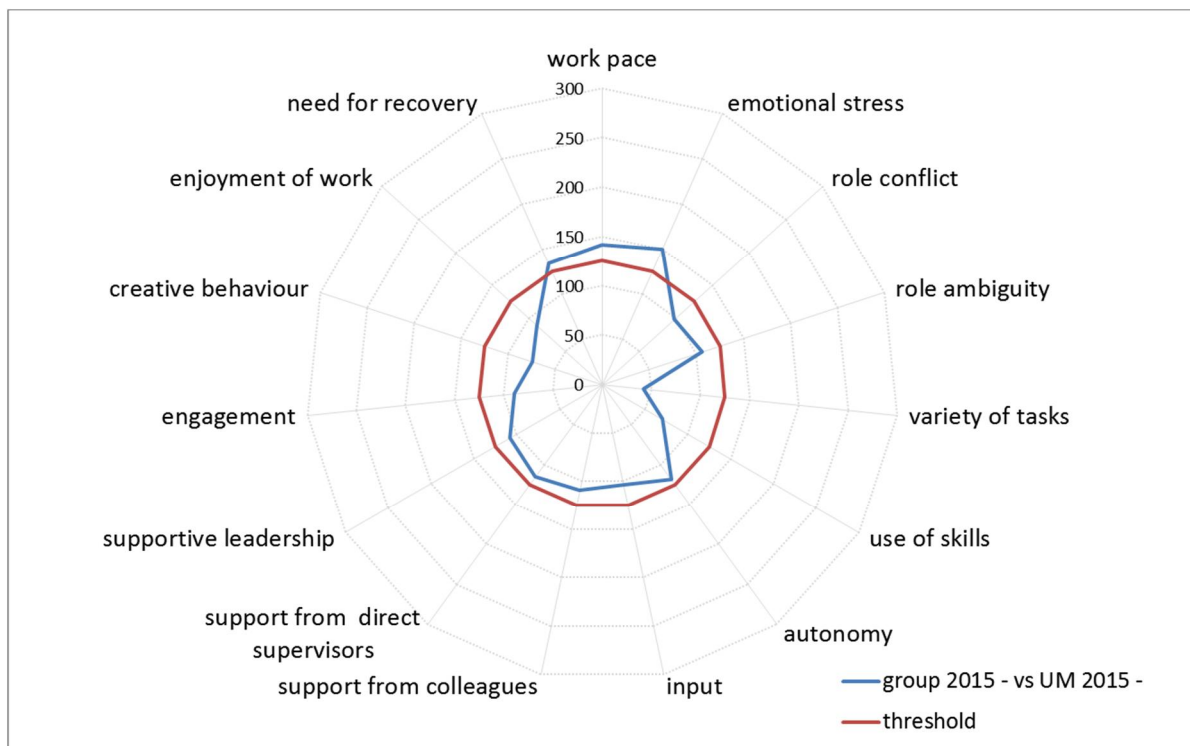 work pace
300
need for recovery
emotional stress
250
enjoyment of work
role conflict
200
150
creative behaviour
role ambiguity
100
50
0
engagement
variety of tasks
supportive leadership
use of skills
support from direct
supervisors
autonomy
support from colleagues
input
group 2015 - vs UM 2015 -
threshold